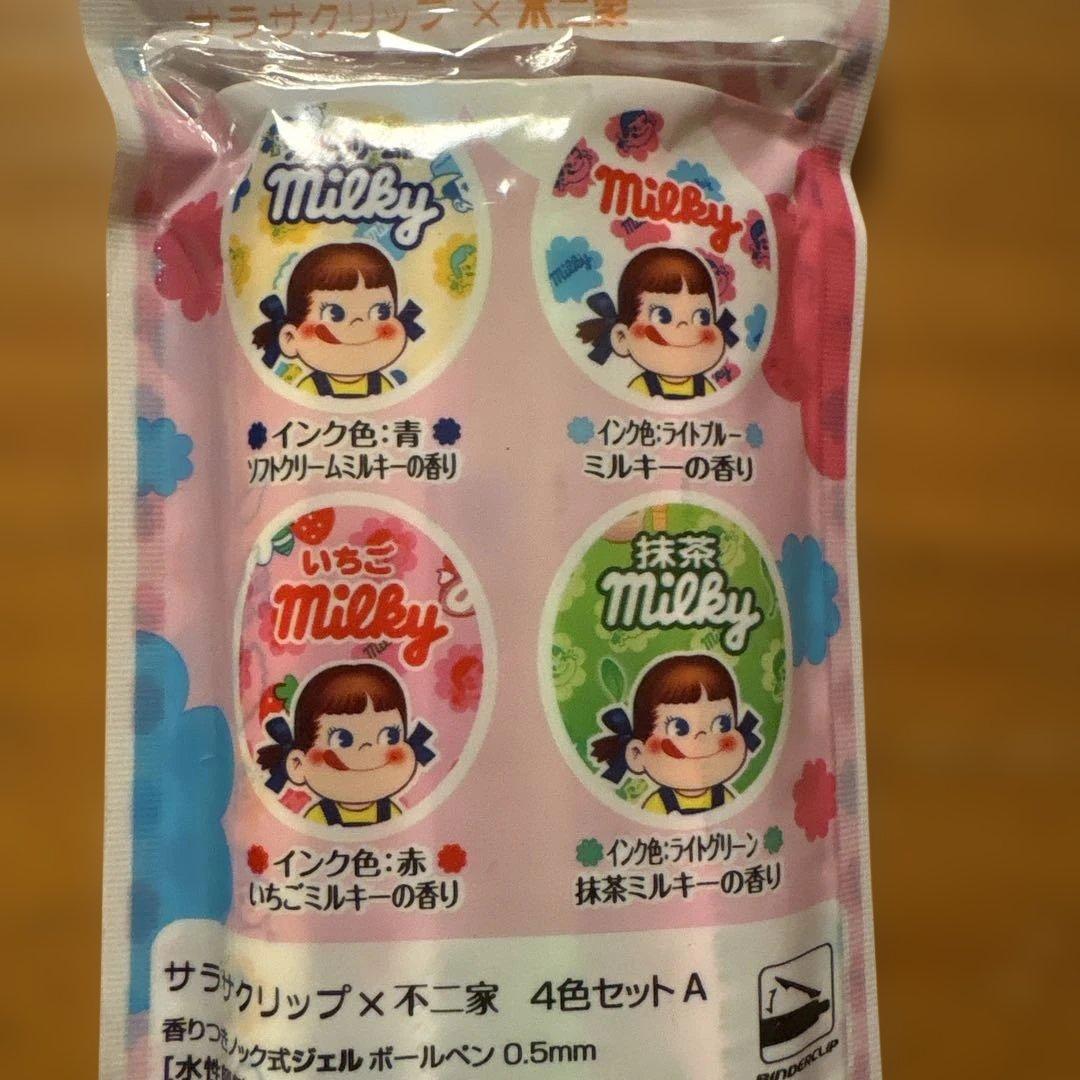 サラサクリップ×不二家
milky
milky
インク色:青
ソフトクリームミルキーの香り
インク色:ライトブルー
ミルキーの香り
いちご
milky
抹茶
milky
インク色:赤
いちごミルキーの香り
インク色:ライトグリーン
抹茶ミルキーの香り
サラサクリップ×不二家 4色セットA
香りつきノック式ジェルボールペン 0.5mm
[水性
BINDERCLIP